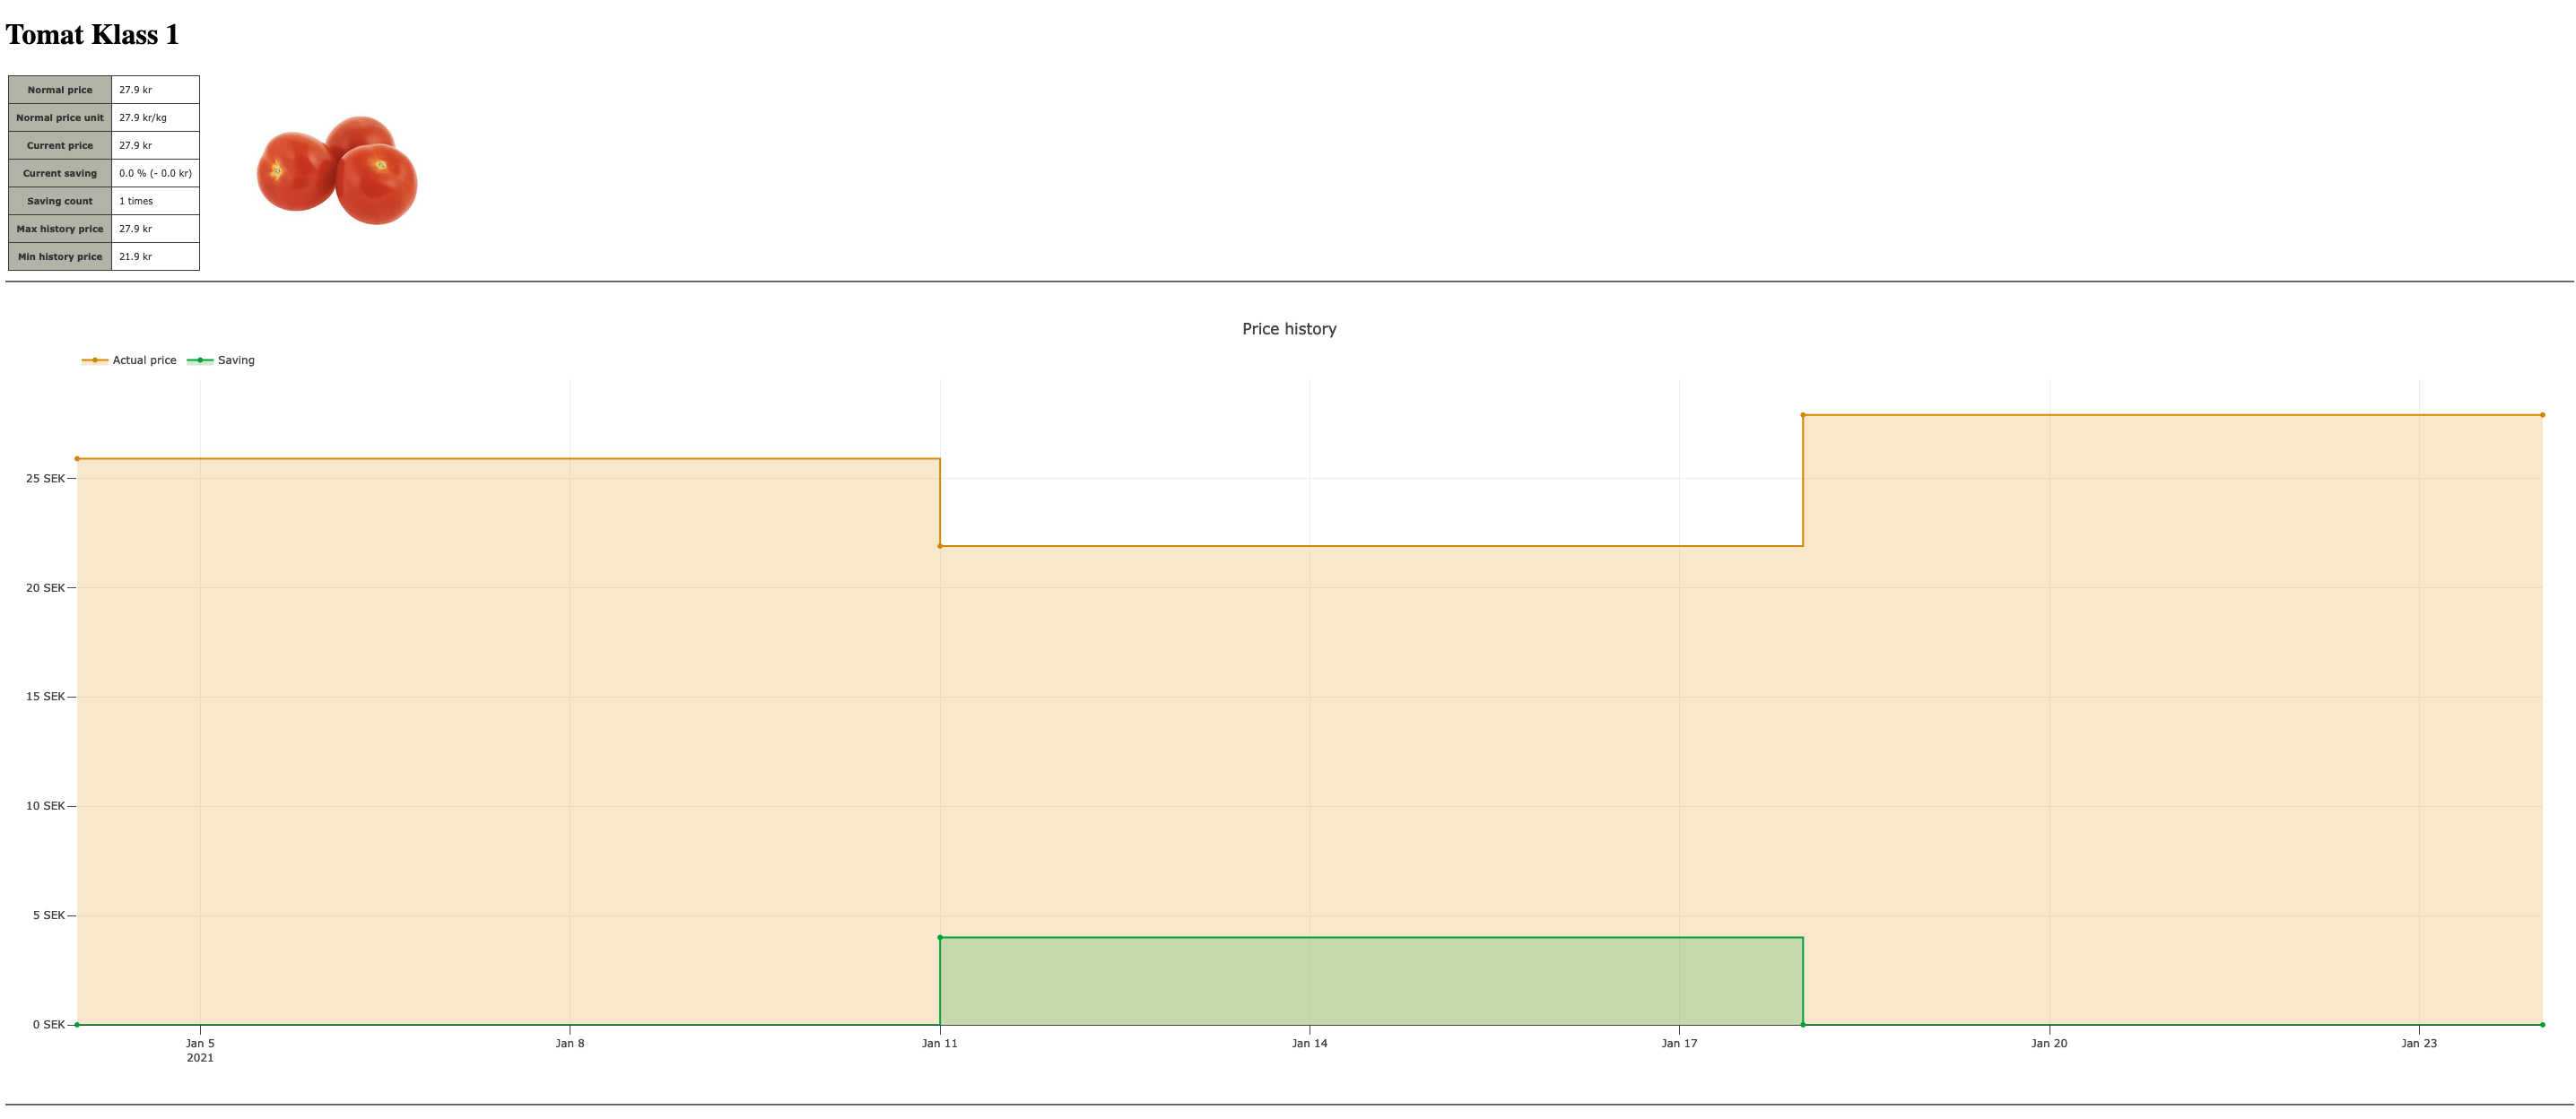 Tomat Klass 1
Normal price 27.9 kr
Normal price unit 27.9 kr/kg
Current price 27.9 kr
Current saving 0.0 % (- 0.0 kr)
Saving count 1 times
Max history price 27.9 kr
Min history price 21.9 kr
Price history
Actual price Saving
25 SEK
20 SEK
15 SEK
10 SEK
5 SEK
0 SEK
Jan 5 Jan 8 Jan 11 Jan 14 Jan 17 Jan 20 Jan 23
2021